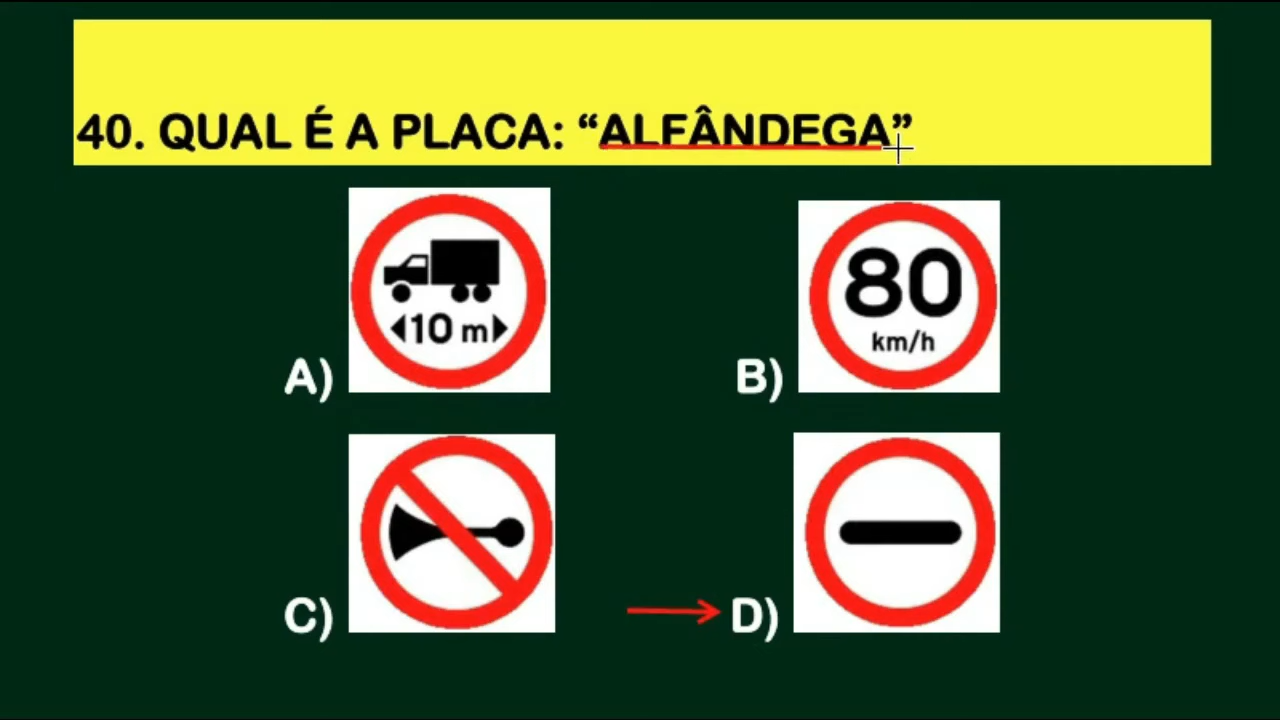 40. QUAL É A PLACA: “ALFÂNDEGA”
10 m
A)
80
km/h
B)
C)
D)